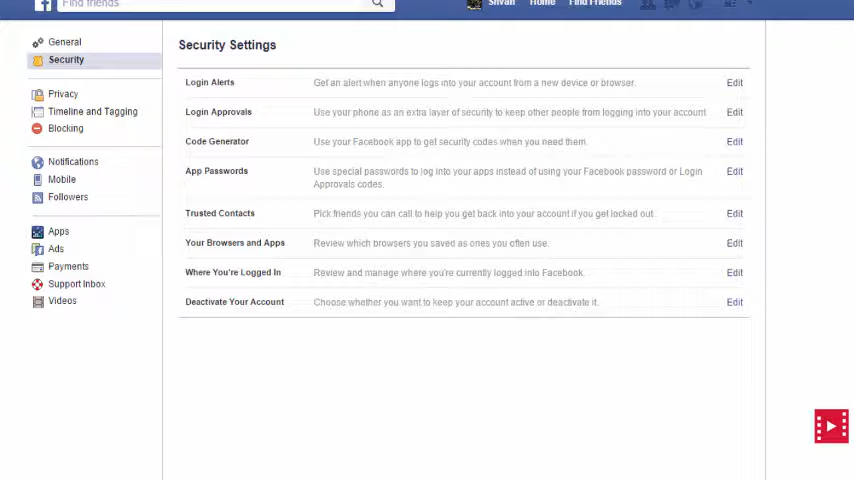 Find friends
Shvan Home Find Friends
General
Security
Privacy
Timeline and Tagging
Blocking
Notifications
Mobile
Followers
Apps
Ads
Payments
Support Inbox
Videos
Security Settings
Login Alerts Get an alert when anyone logs into your account from a new device or browser. Edit
Login Approvals Use your phone as an extra layer of security to keep other people from logging into your account Edit
Code Generator Use your Facebook app to get security codes when you need them. Edit
App Passwords Use special passwords to log into your apps instead of using your Facebook password or Login Edit
Approvals codes.
Trusted Contacts Pick friends you can call to help you get back into your account if you get locked out. Edit
Your Browsers and Apps Review which browsers you saved as ones you often use. Edit
Where You're Logged In Review and manage where you're currently logged into Facebook. Edit
Deactivate Your Account Choose whether you want to keep your account active or deactivate it. Edit